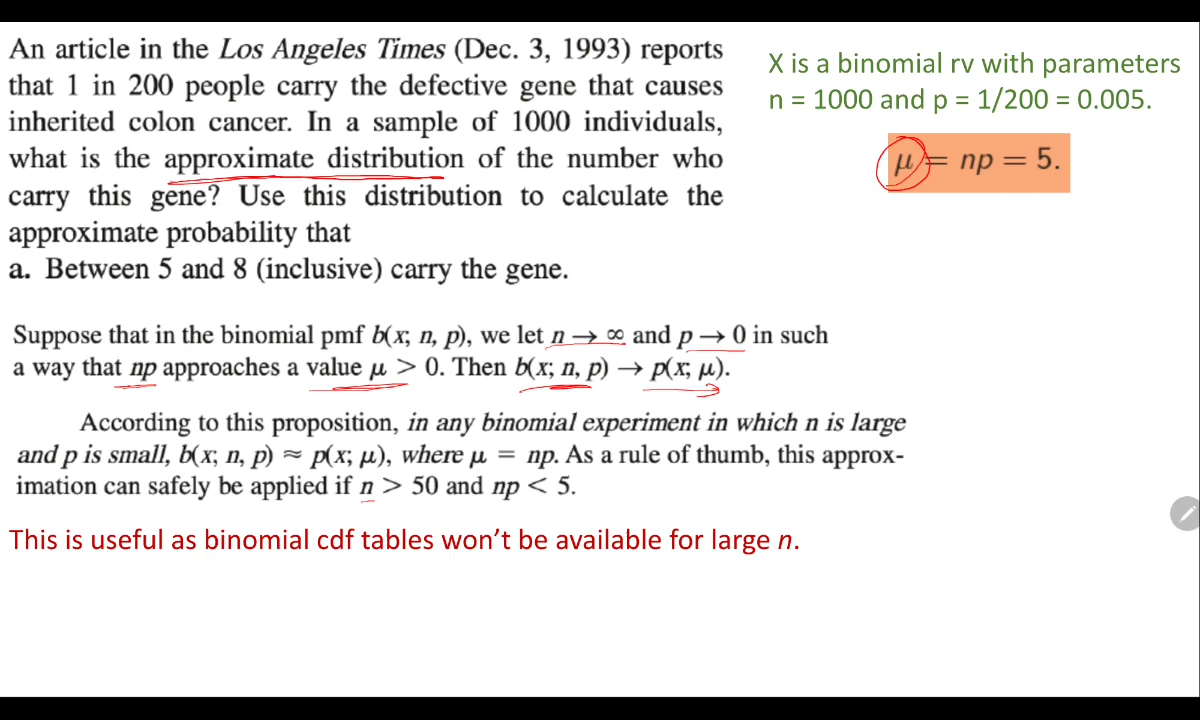 An article in the Los Angeles Times (Dec. 3, 1993) reports
that 1 in 200 people carry the defective gene that causes
inherited colon cancer. In a sample of 1000 individuals,
what is the approximate distribution of the number who
carry this gene? Use this distribution to calculate the
approximate probability that
a. Between 5 and 8 (inclusive) carry the gene.
X is a binomial rv with parameters
n = 1000 and p = 1/200 = 0.005.
μ = np = 5.
Suppose that in the binomial pmf b(x; n, p), we let n → ∞ and p → 0 in such
a way that np approaches a value μ > 0. Then b(x; n, p) → p(x; μ).
According to this proposition, in any binomial experiment in which n is large
and p is small, b(x; n, p) ≈ p(x; μ), where μ = np. As a rule of thumb, this approx-
imation can safely be applied if n > 50 and np < 5.
This is useful as binomial cdf tables won’t be available for large n.